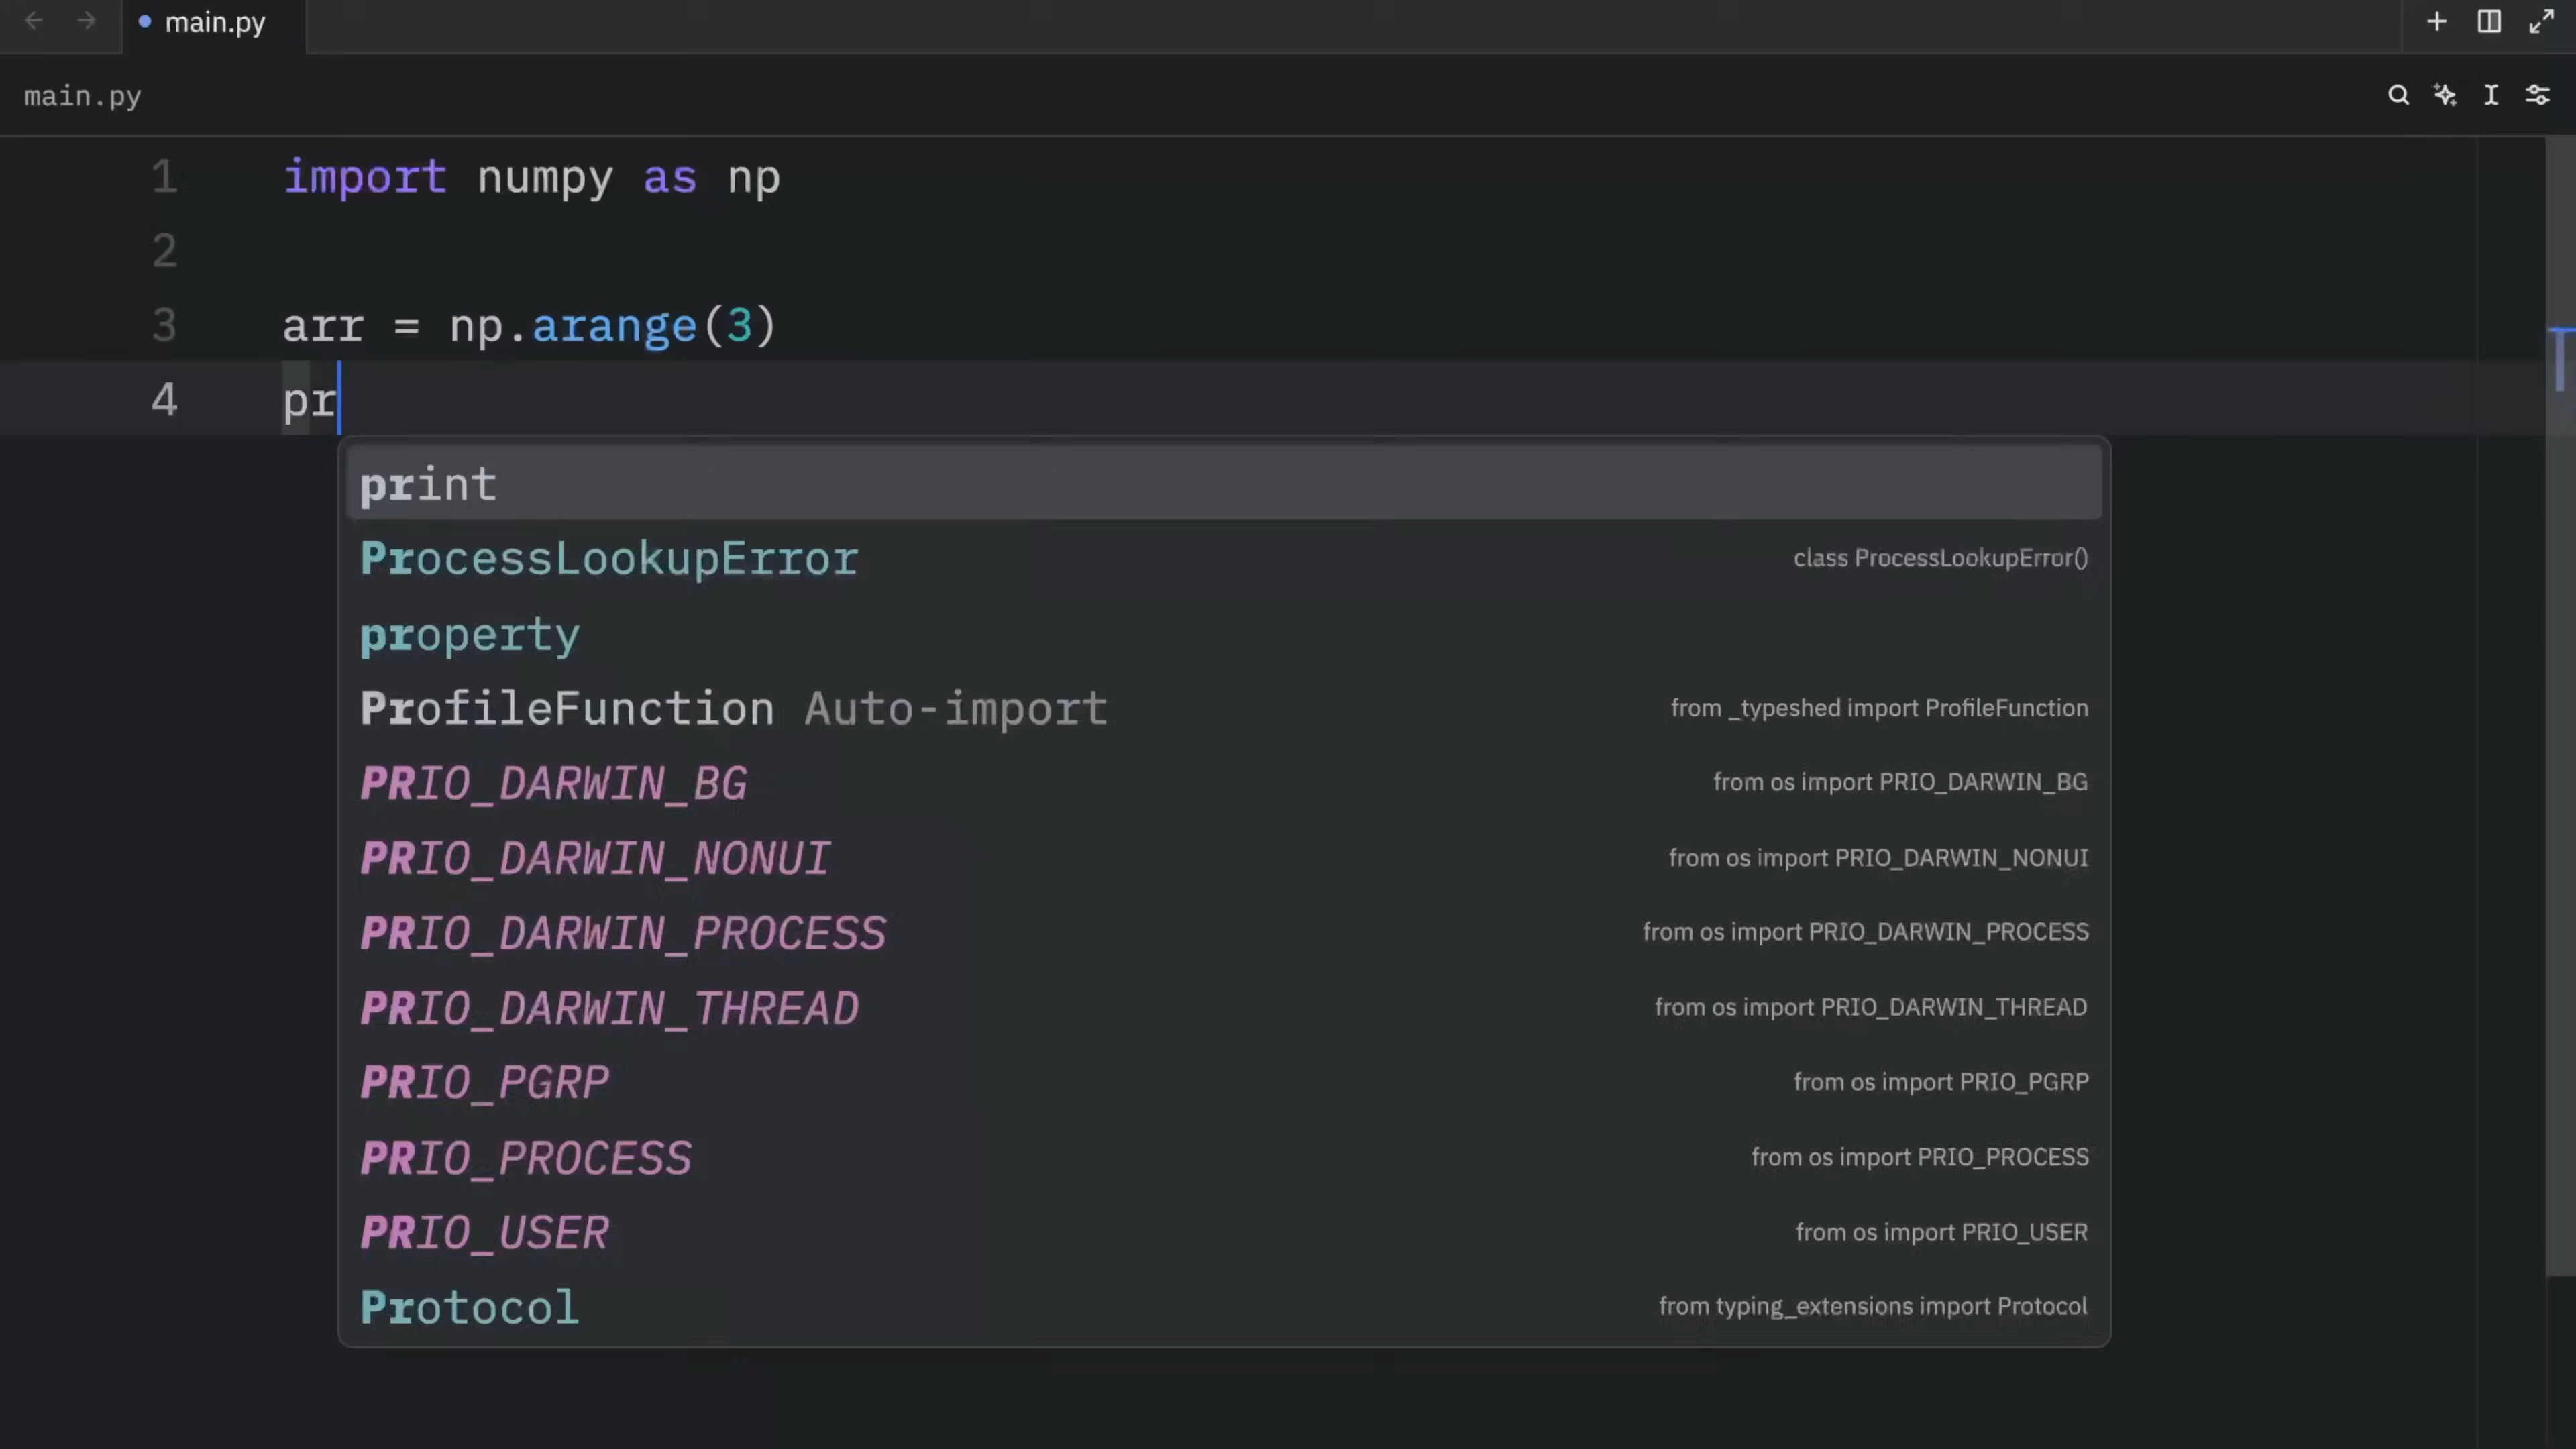 main.py
main.py
1 import numpy as np
2
3 arr = np.arange(3)
4 pr
print
ProcessLookupError class ProcessLookupError()
property
ProfileFunction Auto-import from _typeshed import ProfileFunction
PRIO_DARWIN_BG from os import PRIO_DARWIN_BG
PRIO_DARWIN_NONUI from os import PRIO_DARWIN_NONUI
PRIO_DARWIN_PROCESS from os import PRIO_DARWIN_PROCESS
PRIO_DARWIN_THREAD from os import PRIO_DARWIN_THREAD
PRIO_PGRP from os import PRIO_PGRP
PRIO_PROCESS from os import PRIO_PROCESS
PRIO_USER from os import PRIO_USER
Protocol from typing_extensions import Protocol